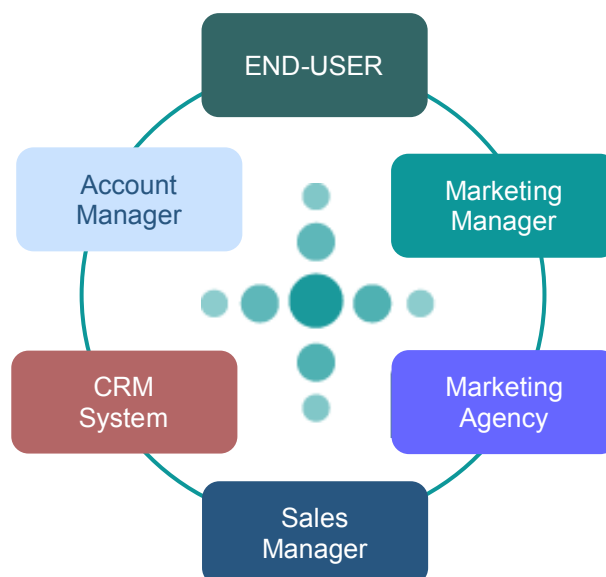 END-USER
Account
Manager
Marketing
Manager
CRM
System
Marketing
Agency
Sales
Manager